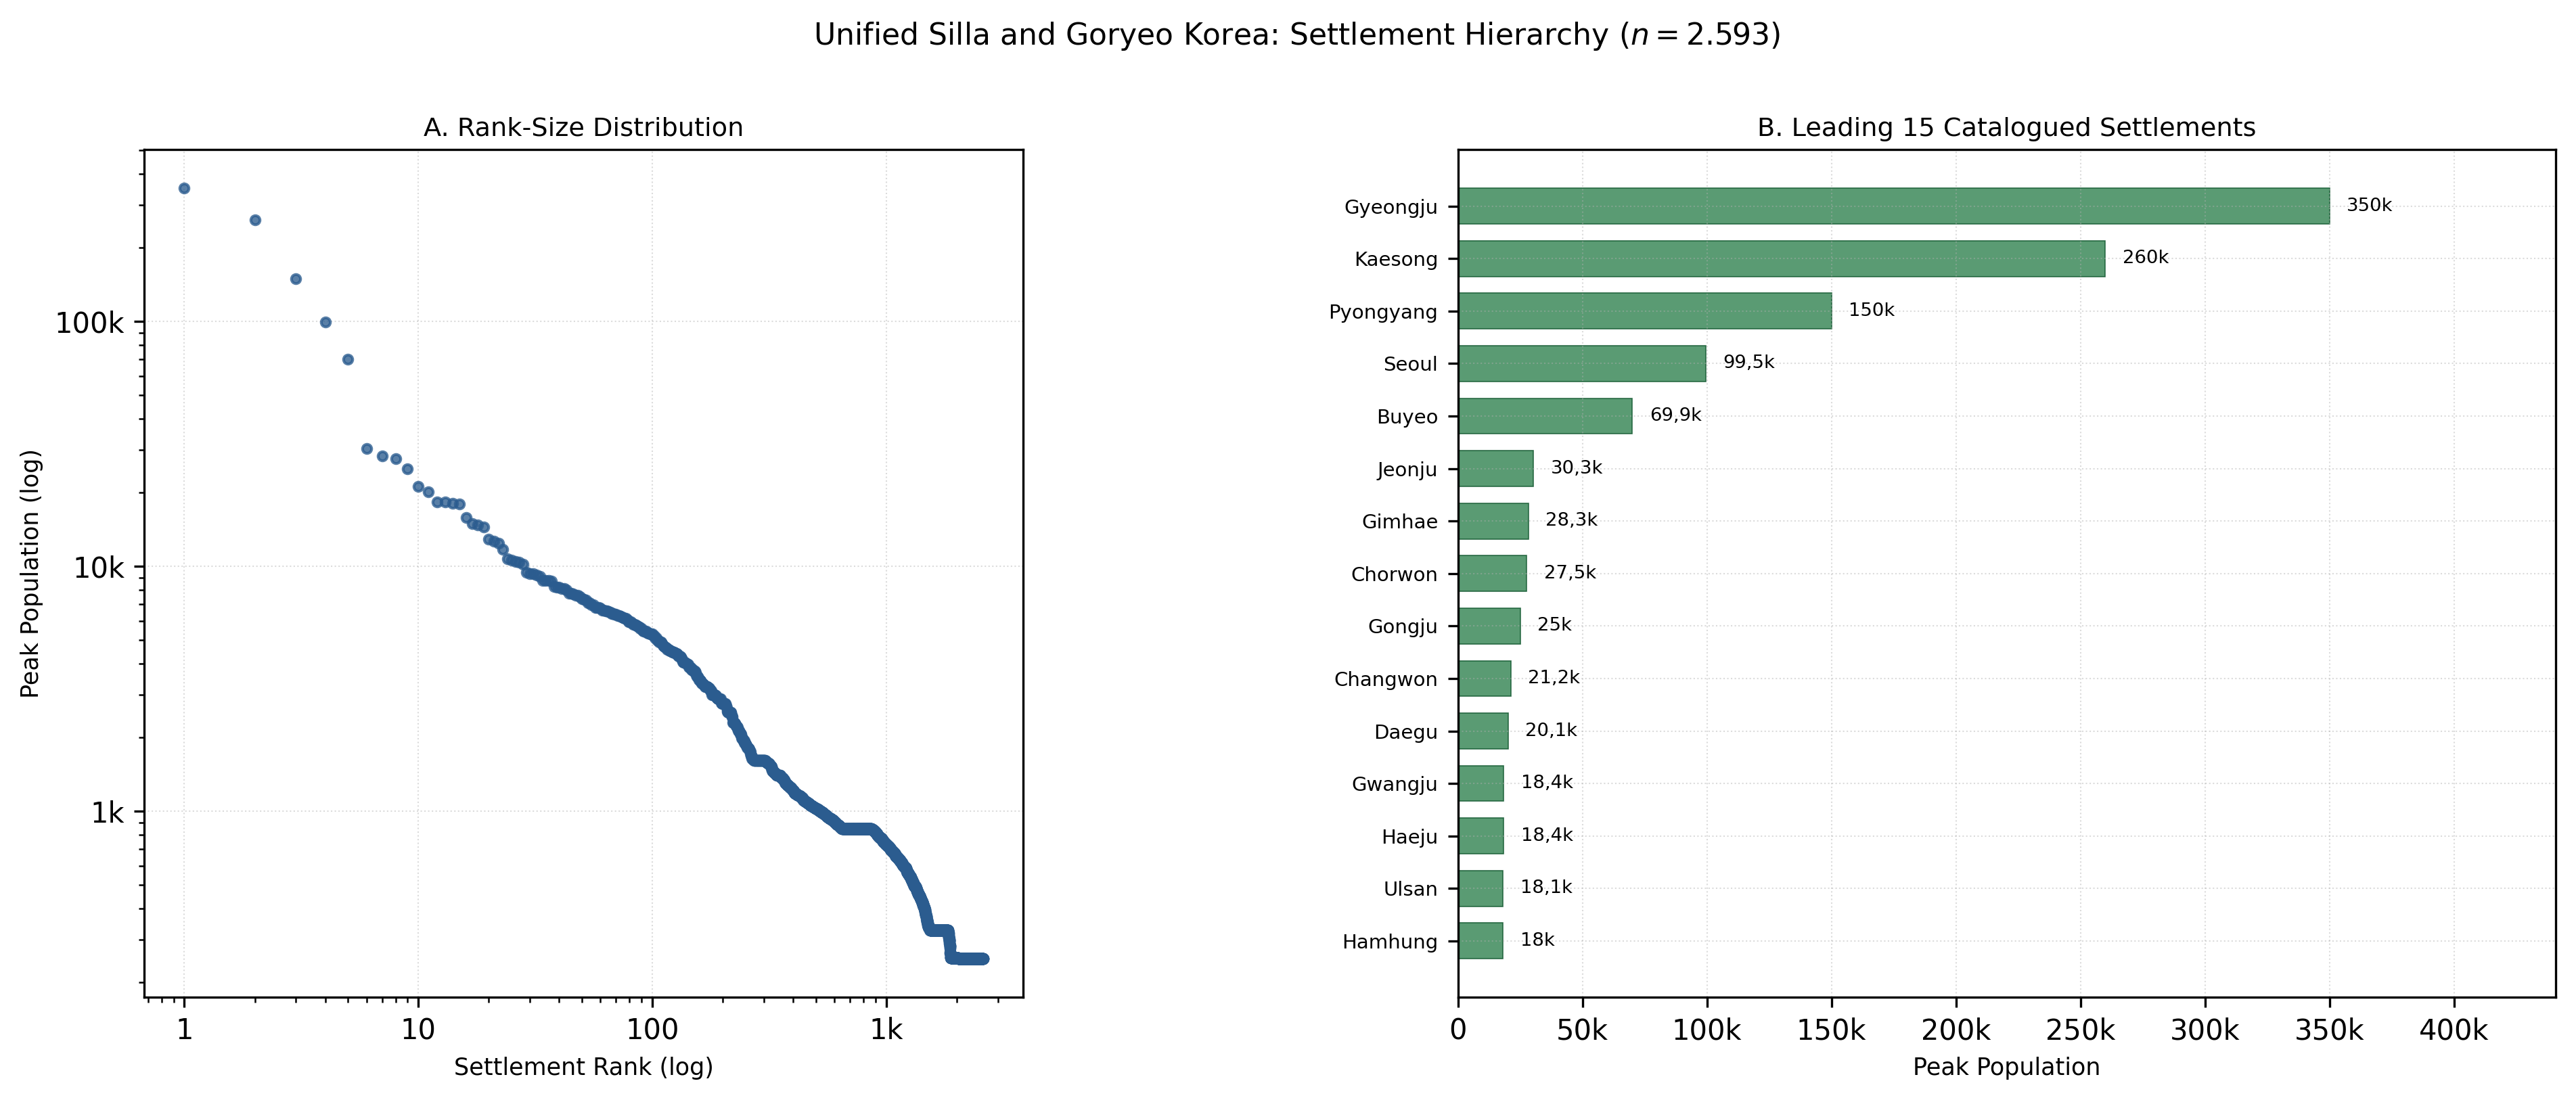 Unified Silla and Goryeo Korea: Settlement Hierarchy (n = 2.593)
A. Rank-Size Distribution
Peak Population (log)
100k
10k
1k
1
10
100
1k
Settlement Rank (log)
B. Leading 15 Catalogued Settlements
Gyeongju 350k
Kaesong 260k
Pyongyang 150k
Seoul 99,5k
Buyeo 69,9k
Jeonju 30,3k
Gimhae 28,3k
Chorwon 27,5k
Gongju 25k
Changwon 21,2k
Daegu 20,1k
Gwangju 18,4k
Haeju 18,4k
Ulsan 18,1k
Hamhung 18k
0 50k 100k 150k 200k 250k 300k 350k 400k
Peak Population